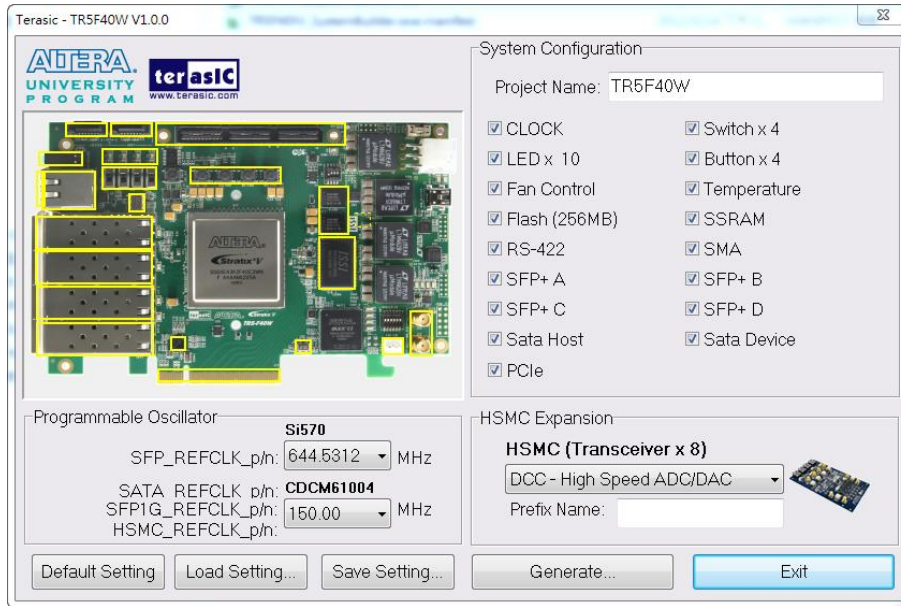 Terasic - TR5F40W V1.0.0
ALTERA.
UNIVERSITY
PROGRAM
terasIC
www.terasic.com
ALTERA.
Stratix V
TR5-F40W
System Configuration
Project Name: TR5F40W
CLOCK
Switch x 4
LED x 10
Button x 4
Fan Control
Temperature
Flash (256MB)
SSRAM
RS-422
SMA
SFP+ A
SFP+ B
SFP+ C
SFP+ D
Sata Host
Sata Device
PCIe
Programmable Oscillator
Si570
SFP_REFCLK_p/n: 644.5312 MHz
SATA_REFCLK_p/n: CDCM61004
SFP1G_REFCLK_p/n: 150.00 MHz
HSMC_REFCLK_p/n:
HSMC Expansion
HSMC (Transceiver x 8)
DCC - High Speed ADC/DAC
Prefix Name:
Default Setting
Load Setting...
Save Setting...
Generate...
Exit